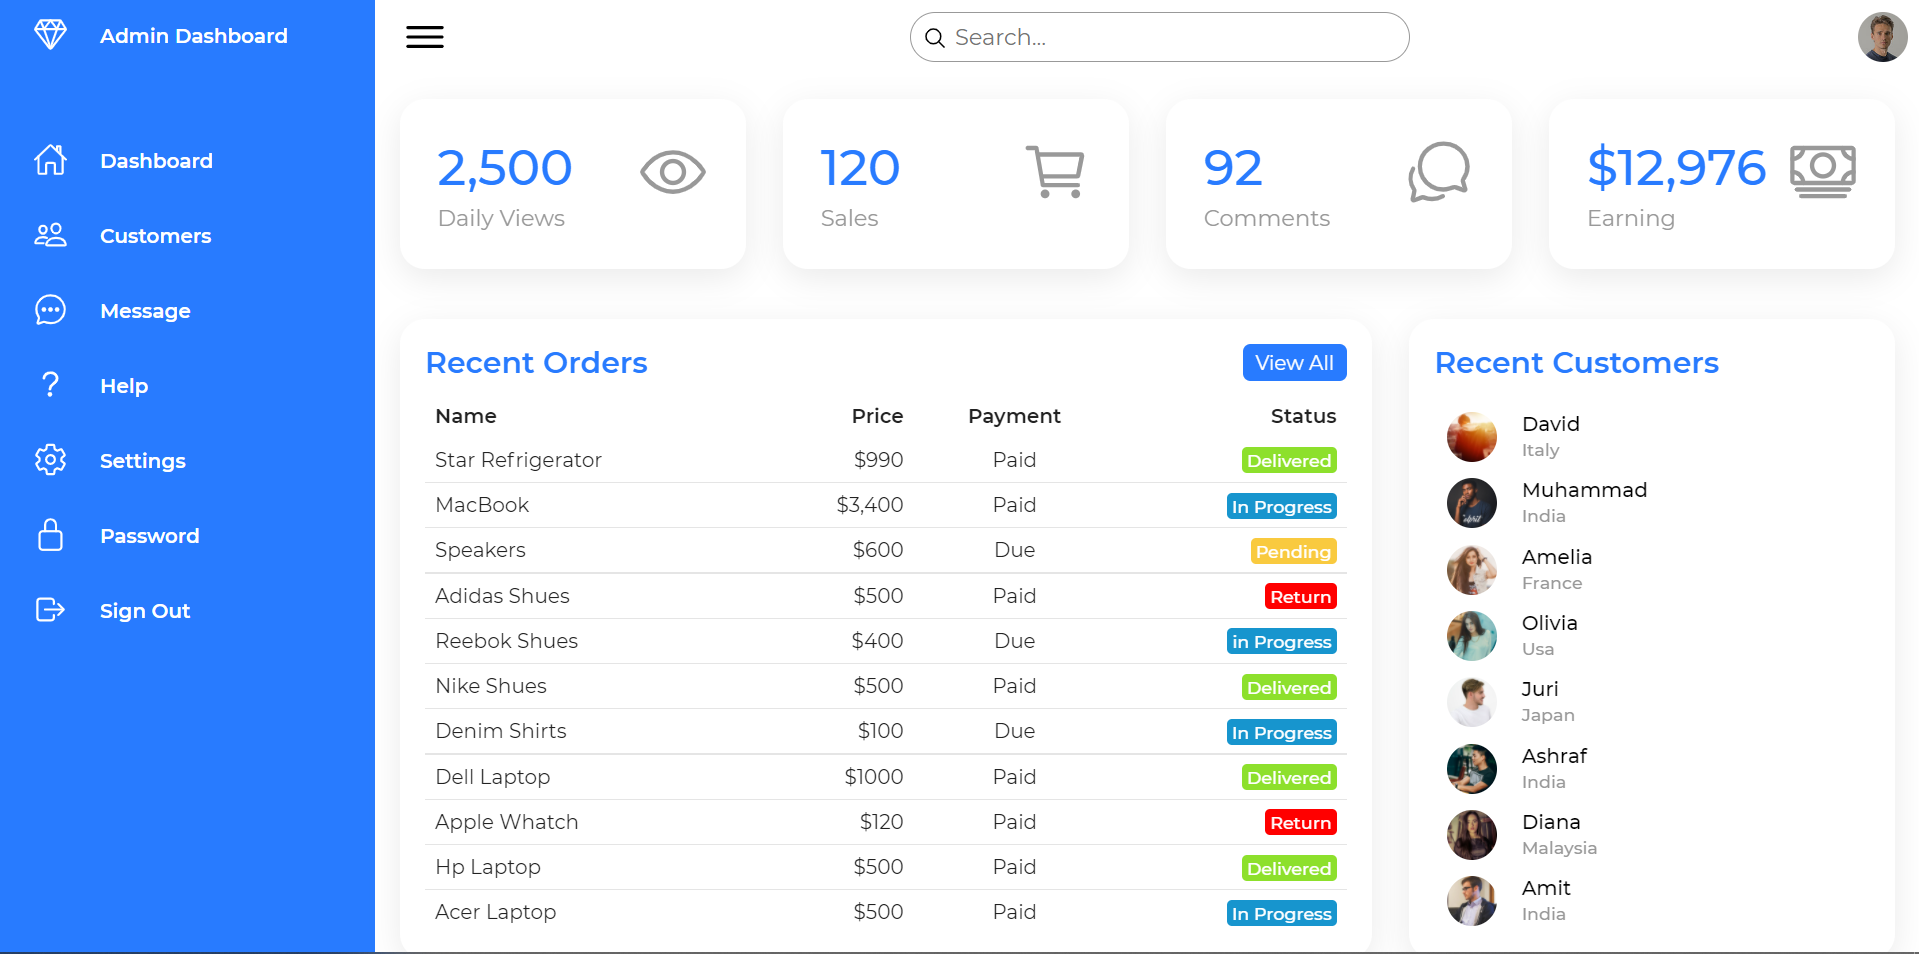 Admin Dashboard
Search...
Dashboard
Customers
Message
Help
Settings
Password
Sign Out
2,500
Daily Views
120
Sales
92
Comments
$12,976
Earning
Recent Orders
View All
Name Price Payment Status
Star Refrigerator $990 Paid Delivered
MacBook $3,400 Paid In Progress
Speakers $600 Due Pending
Adidas Shues $500 Paid Return
Reebok Shues $400 Due in Progress
Nike Shues $500 Paid Delivered
Denim Shirts $100 Due In Progress
Dell Laptop $1000 Paid Delivered
Apple Whatch $120 Paid Return
Hp Laptop $500 Paid Delivered
Acer Laptop $500 Paid In Progress
Recent Customers
David
Italy
Muhammad
India
Amelia
France
Olivia
Usa
Juri
Japan
Ashraf
India
Diana
Malaysia
Amit
India